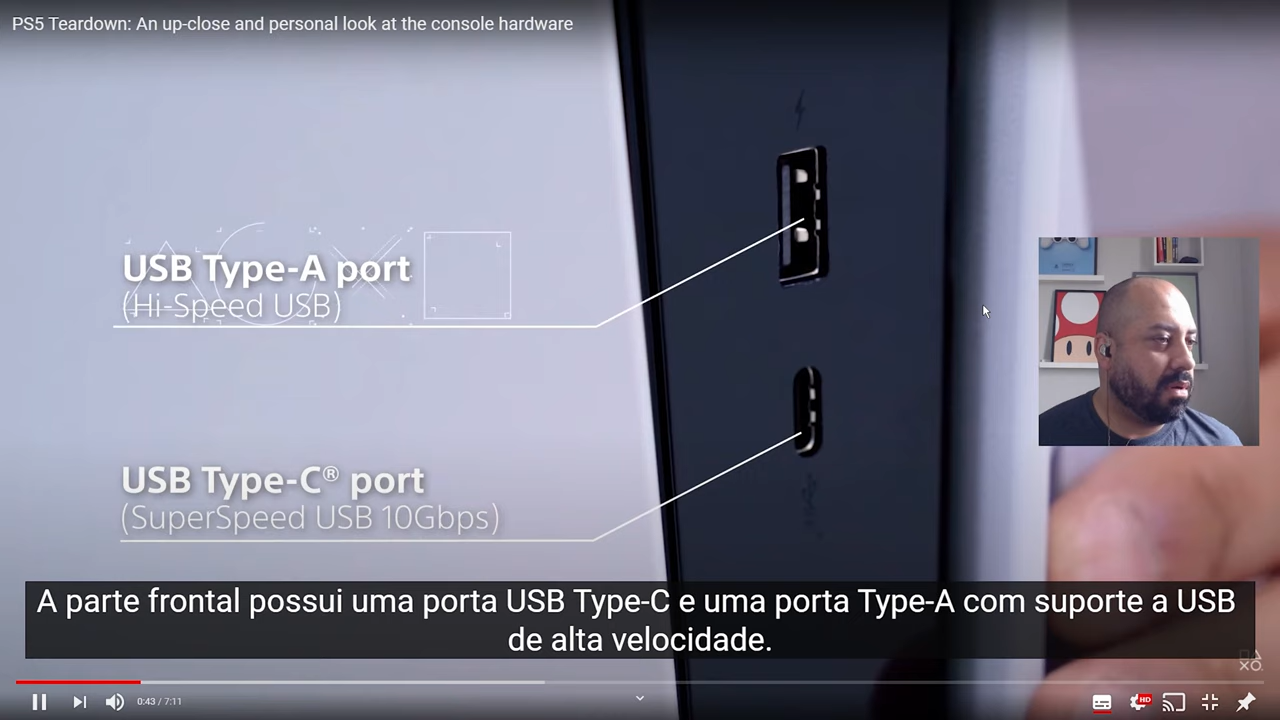 PS5 Teardown: An up-close and personal look at the console hardware
USB Type-A port
(Hi-Speed USB)
USB Type-C® port
(SuperSpeed USB 10Gbps)
A parte frontal possui uma porta USB Type-C e uma porta Type-A com suporte a USB
de alta velocidade.
0:43 / 7:11
HD